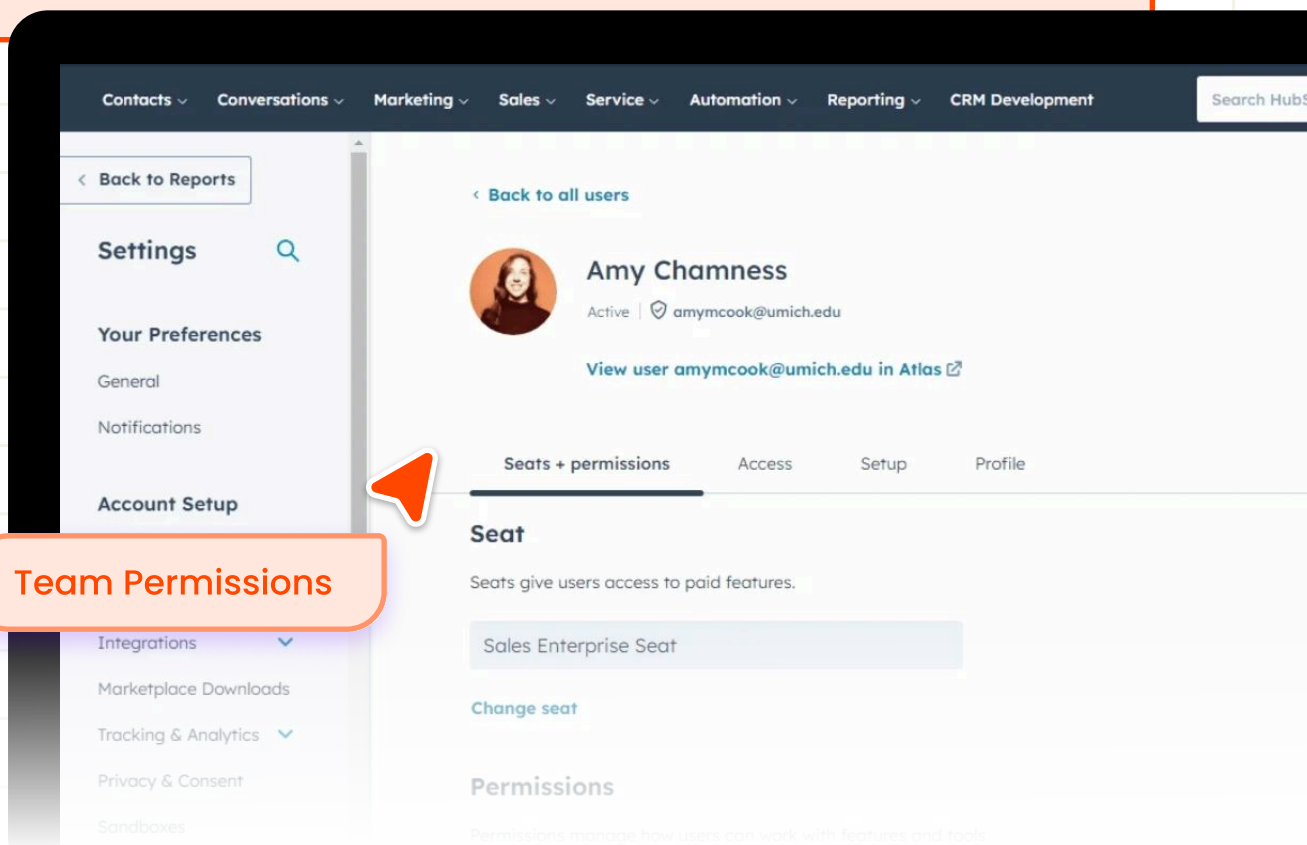 Contacts
Conversations
Marketing
Sales
Service
Automation
Reporting
CRM Development
Search Hub
Back to Reports
Settings
Your Preferences
General
Notifications
Account Setup
Team Permissions
Integrations
Marketplace Downloads
Tracking & Analytics
Privacy & Consent
Sandboxes
Back to all users
Amy Chamness
Active
amymcook@umich.edu
View user amymcook@umich.edu in Atlas
Seats + permissions
Access
Setup
Profile
Seat
Seats give users access to paid features.
Sales Enterprise Seat
Change seat
Permissions
Permissions manage how users can work with features and tools